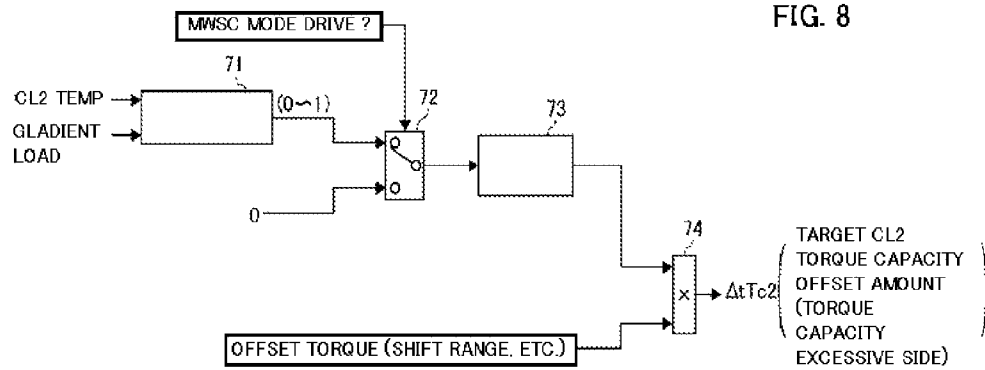 FIG. 8
MWSC MODE DRIVE ?
71
CL2 TEMP
(0~1)
72
73
GLADIENT
LOAD
0
74
×
ΔtTc2
TARGET CL2
TORQUE CAPACITY
OFFSET AMOUNT
(TORQUE
CAPACITY
EXCESSIVE SIDE)
OFFSET TORQUE (SHIFT RANGE, ETC.)